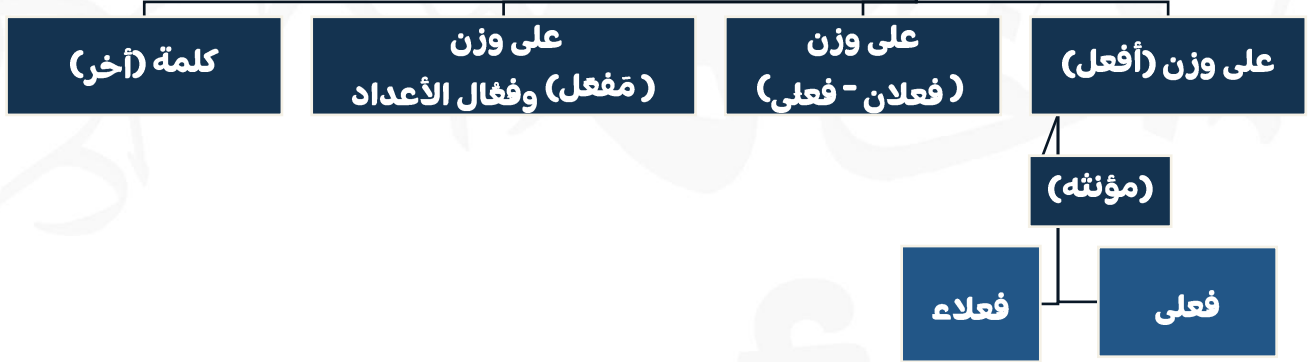 على وزن (أفعل)
على وزن
(فعلان - فعلى)
على وزن
(مَفعَل) وفعَال الأعداد
كلمة (أخر)
(مؤنثه)
فعلى
فعلاء